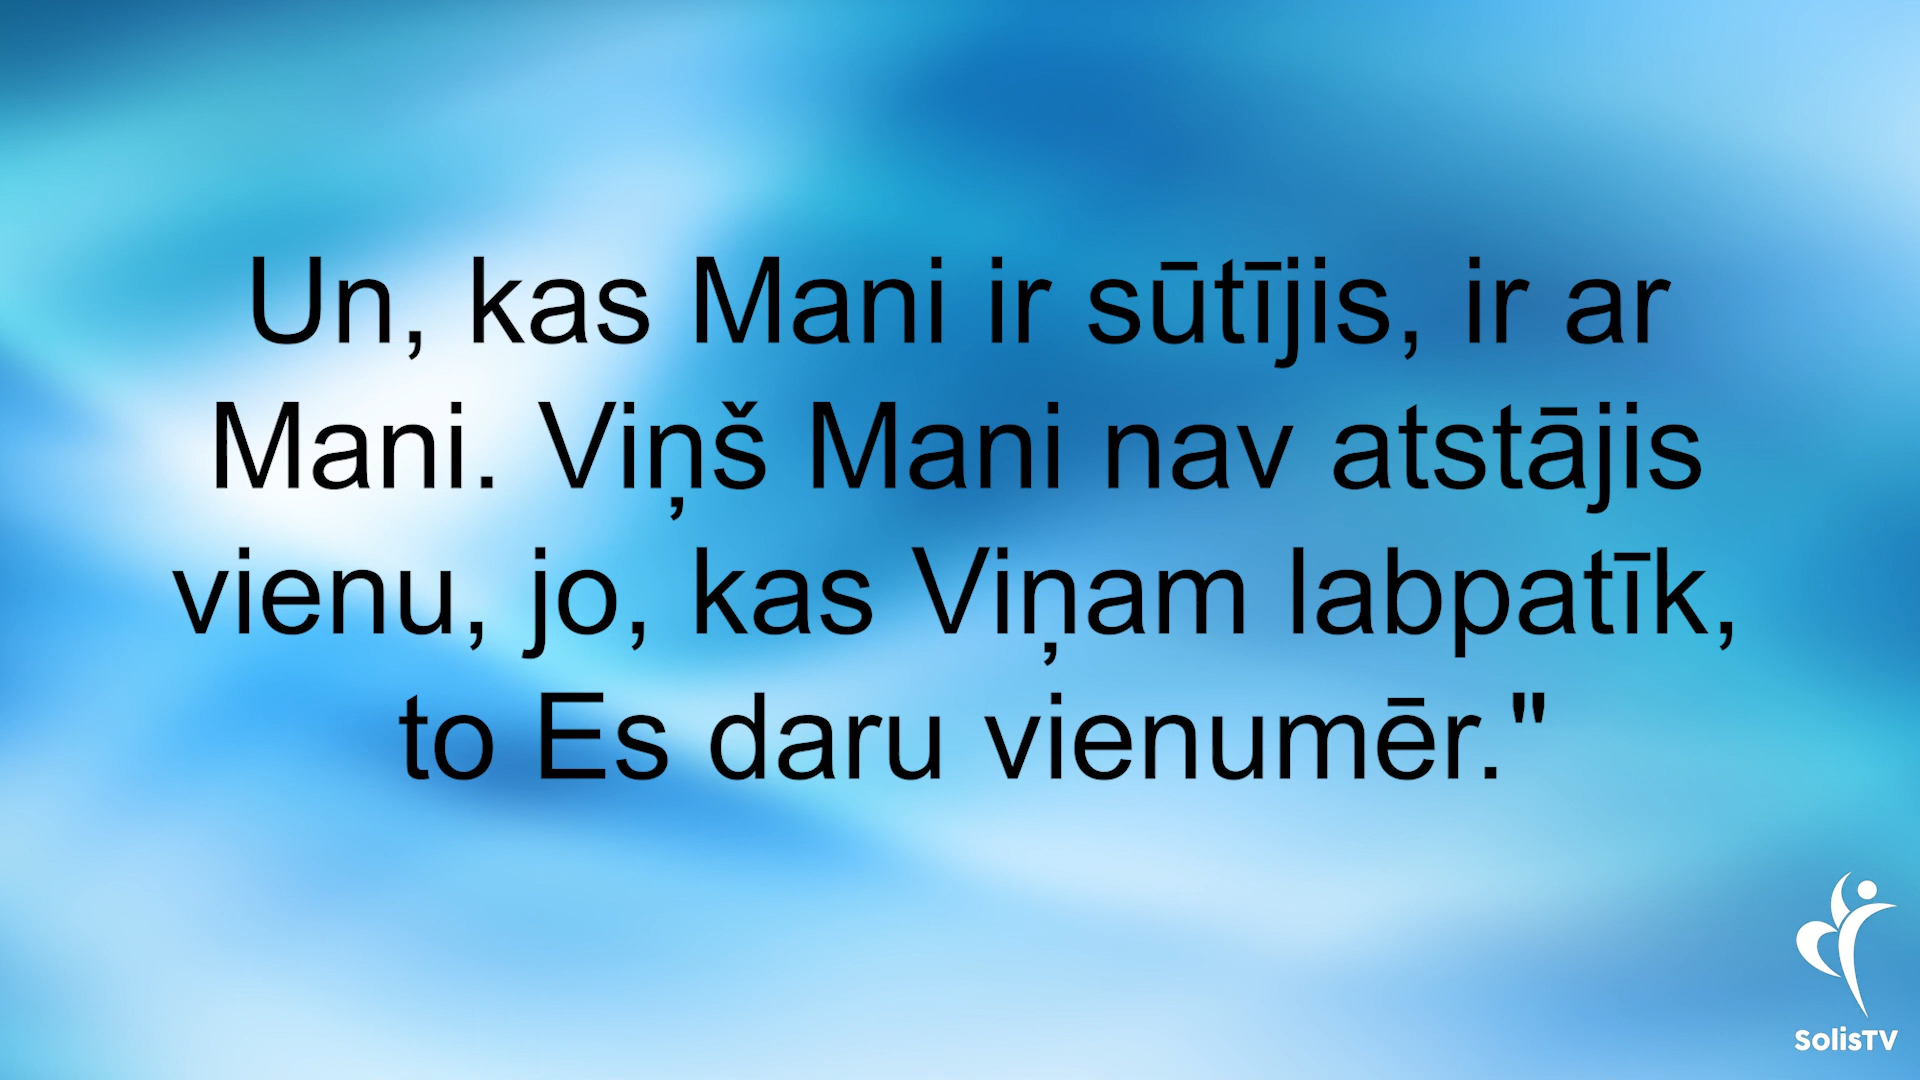 Un, kas Mani ir sūtījis, ir ar
Mani. Viņš Mani nav atstājis
vienu, jo, kas Viņam labpatīk,
to Es daru vienumēr."
SolisTV